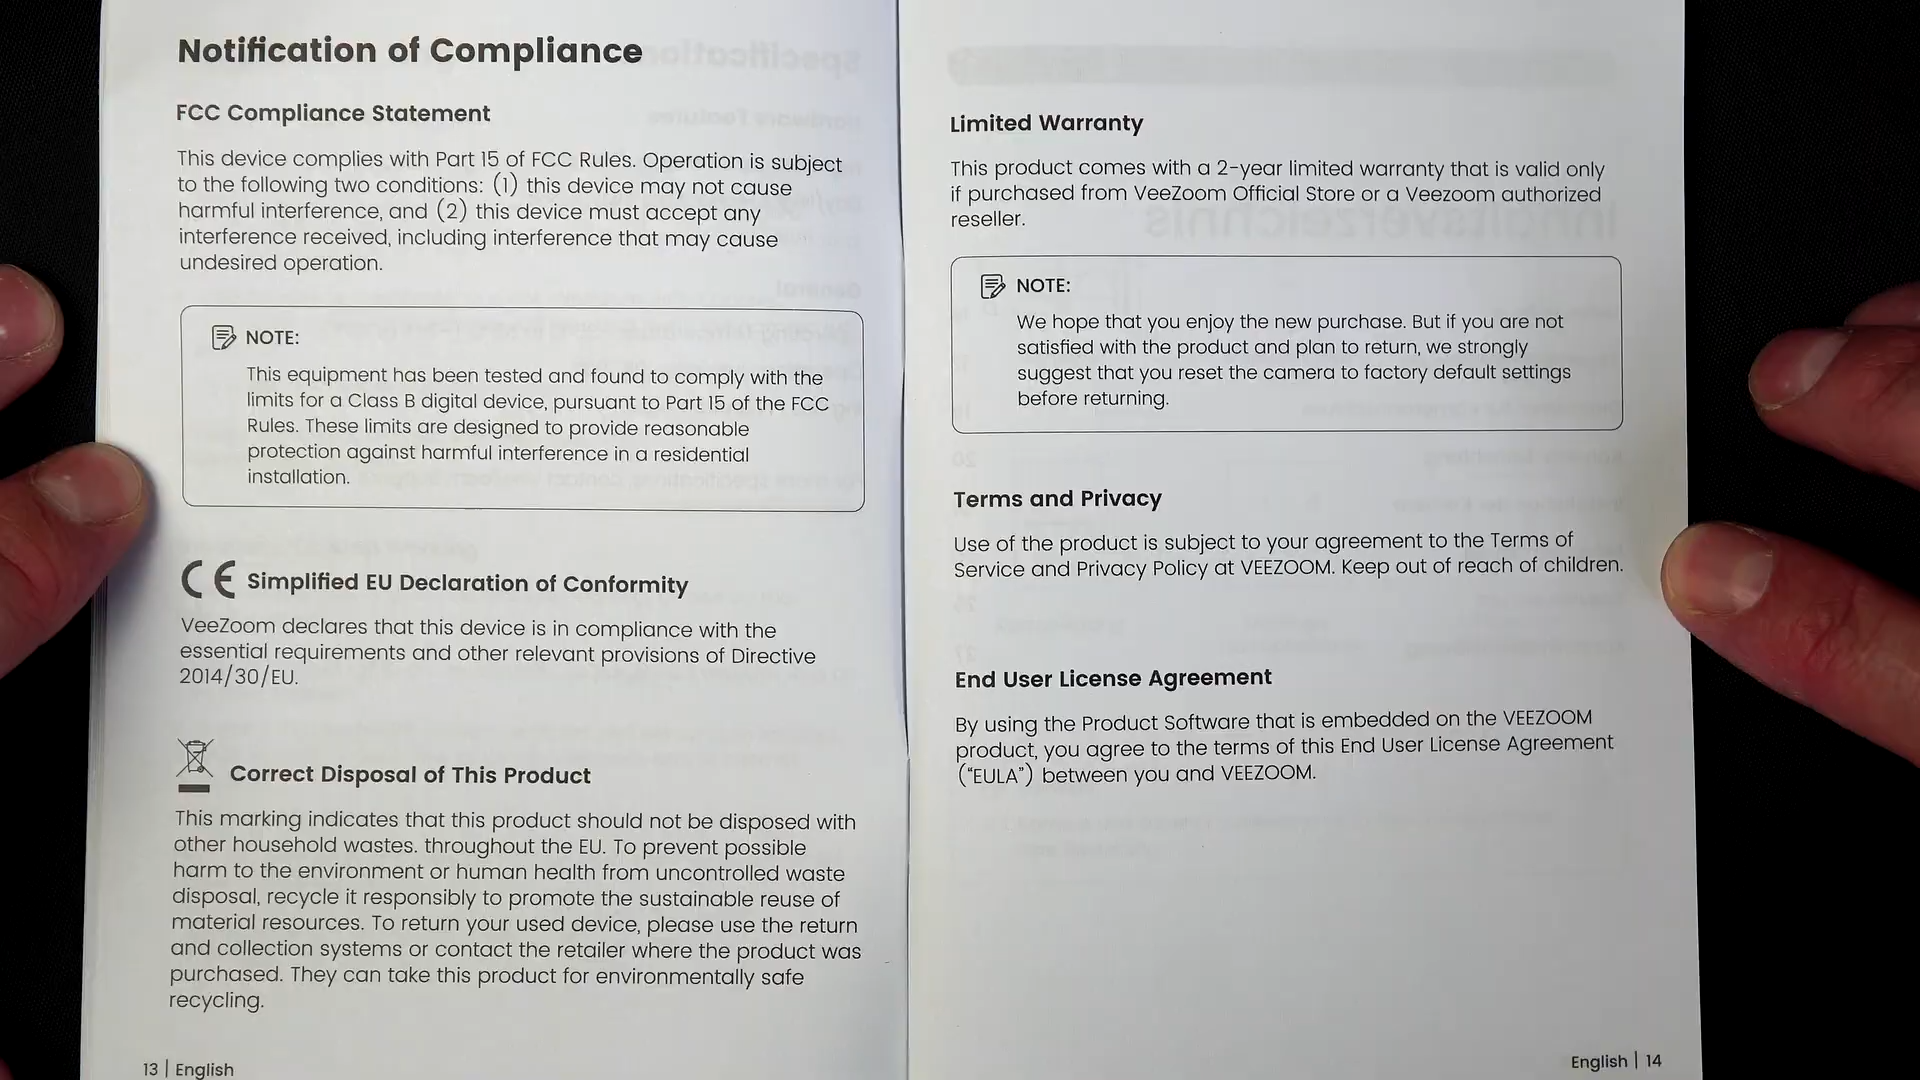 Notification of Compliance
FCC Compliance Statement
This device complies with Part 15 of FCC Rules. Operation is subject
to the following two conditions: (1) this device may not cause
harmful interference, and (2) this device must accept any
interference received, including interference that may cause
undesired operation.
NOTE:
This equipment has been tested and found to comply with the
limits for a Class B digital device, pursuant to Part 15 of the FCC
Rules. These limits are designed to provide reasonable
protection against harmful interference in a residential
installation.
CE Simplified EU Declaration of Conformity
VeeZoom declares that this device is in compliance with the
essential requirements and other relevant provisions of Directive
2014/30/EU.
Correct Disposal of This Product
This marking indicates that this product should not be disposed with
other household wastes. throughout the EU. To prevent possible
harm to the environment or human health from uncontrolled waste
disposal, recycle it responsibly to promote the sustainable reuse of
material resources. To return your used device, please use the return
and collection systems or contact the retailer where the product was
purchased. They can take this product for environmentally safe
recycling.
13 | English
Limited Warranty
This product comes with a 2-year limited warranty that is valid only
if purchased from VeeZoom Official Store or a Veezoom authorized
reseller.
NOTE:
We hope that you enjoy the new purchase. But if you are not
satisfied with the product and plan to return, we strongly
suggest that you reset the camera to factory default settings
before returning.
Terms and Privacy
Use of the product is subject to your agreement to the Terms of
Service and Privacy Policy at VEEZOOM. Keep out of reach of children.
End User License Agreement
By using the Product Software that is embedded on the VEEZOOM
product, you agree to the terms of this End User License Agreement
(“EULA”) between you and VEEZOOM.
English | 14